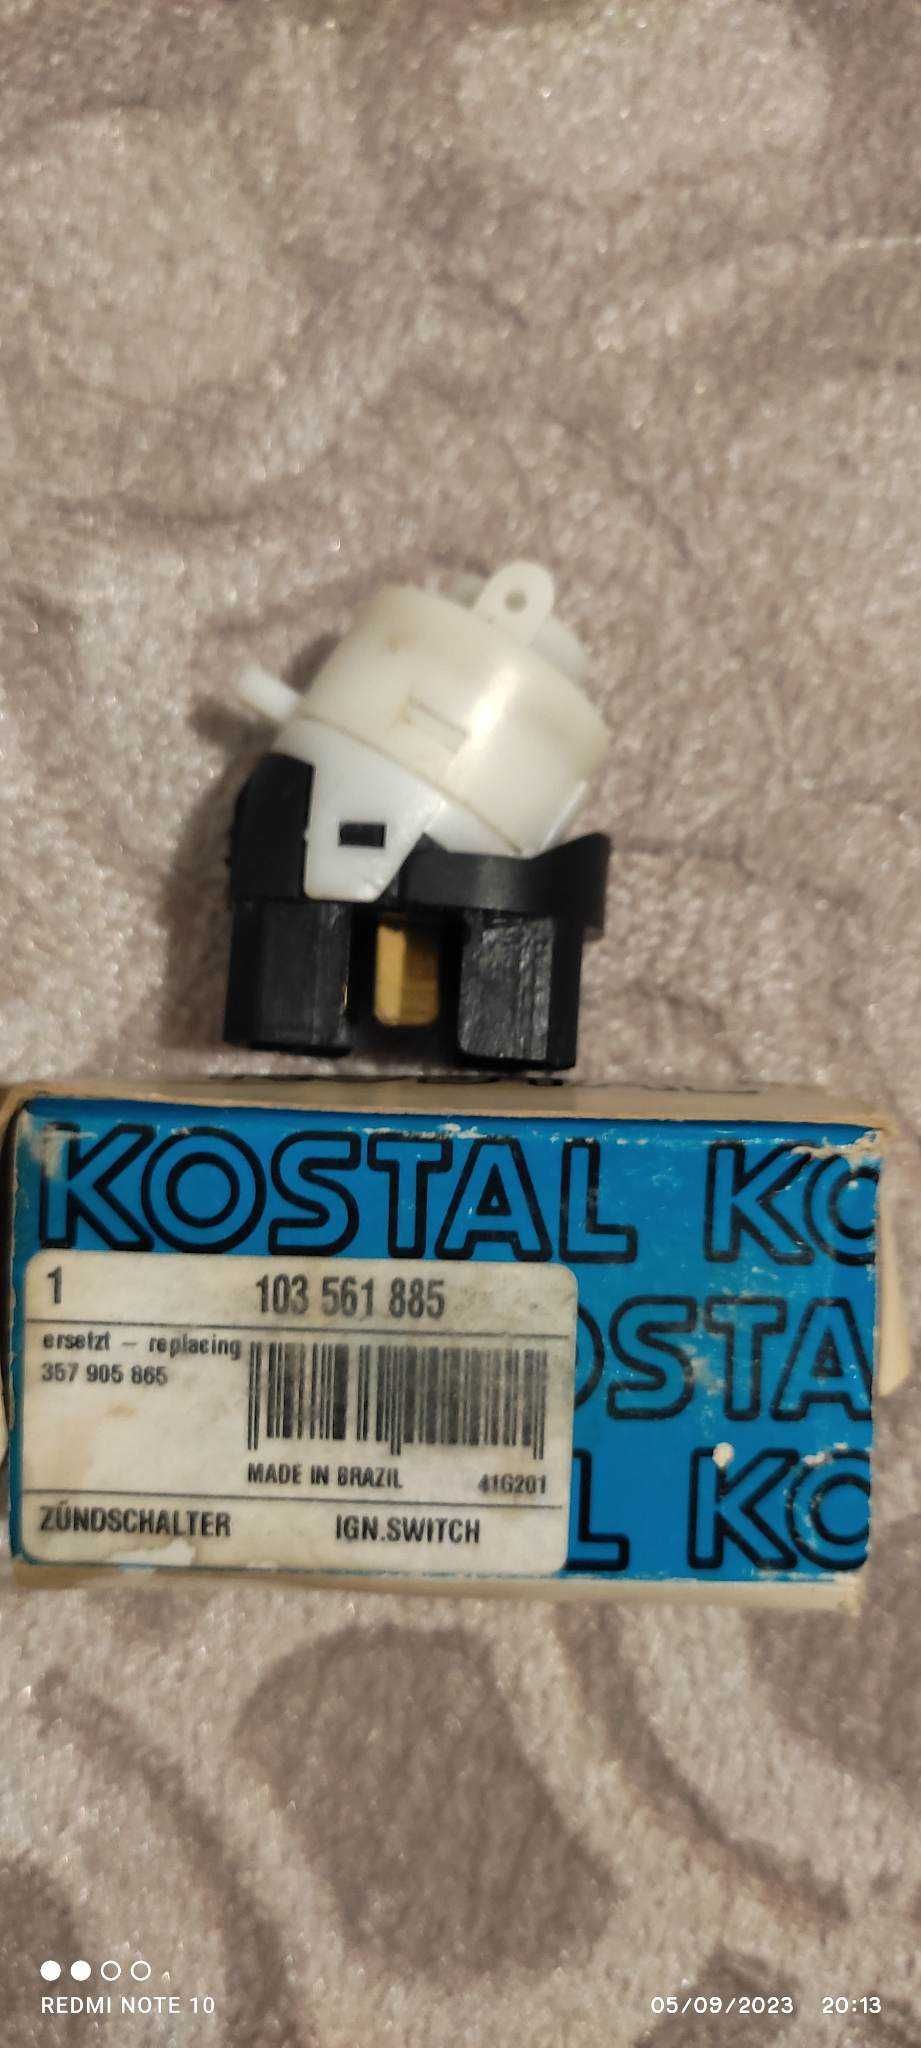 KOSTAL KO
1 103 561 885
ersetzt – replacing
357 905 865
OSTA
MADE IN BRAZIL 41G201
L KO
ZÜNDSCHALTER IGN.SWITCH
REDMI NOTE 10 05/09/2023 20:13